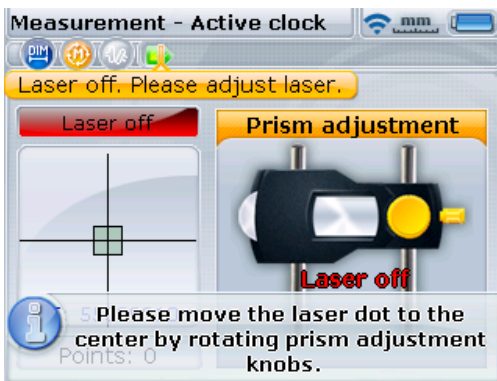 Measurement - Active clock
mm
DIM
M
Laser off. Please adjust laser.
Laser off
Prism adjustment
Laser off
Please move the laser dot to the
center by rotating prism adjustment
knobs.
Points: 0